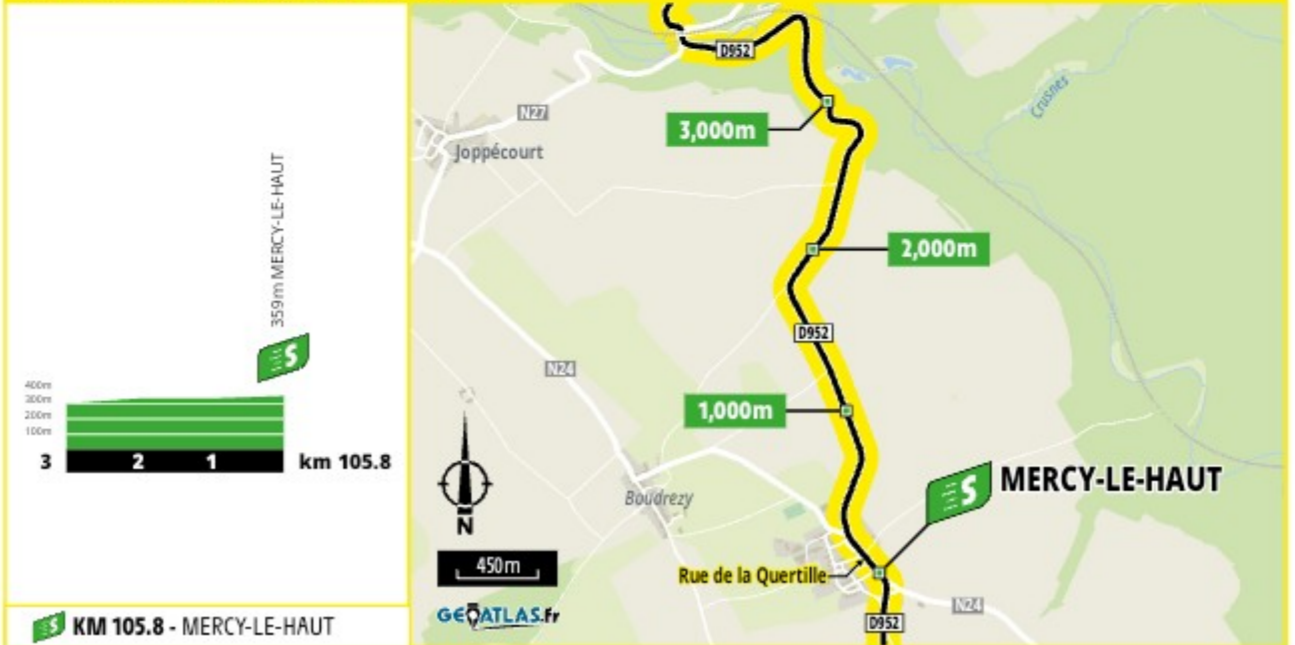 359m MERCY-LE-HAUT
S
400m
300m
200m
100m
3 2 1 km 105.8
S KM 105.8 - MERCY-LE-HAUT
D952
N27
Crusnes
3,000m
Joppécourt
2,000m
D952
N24
1,000m
S MERCY-LE-HAUT
Boudrezy
N
450m
Rue de la Quertille
N24
GEOATLAS.fr
D952